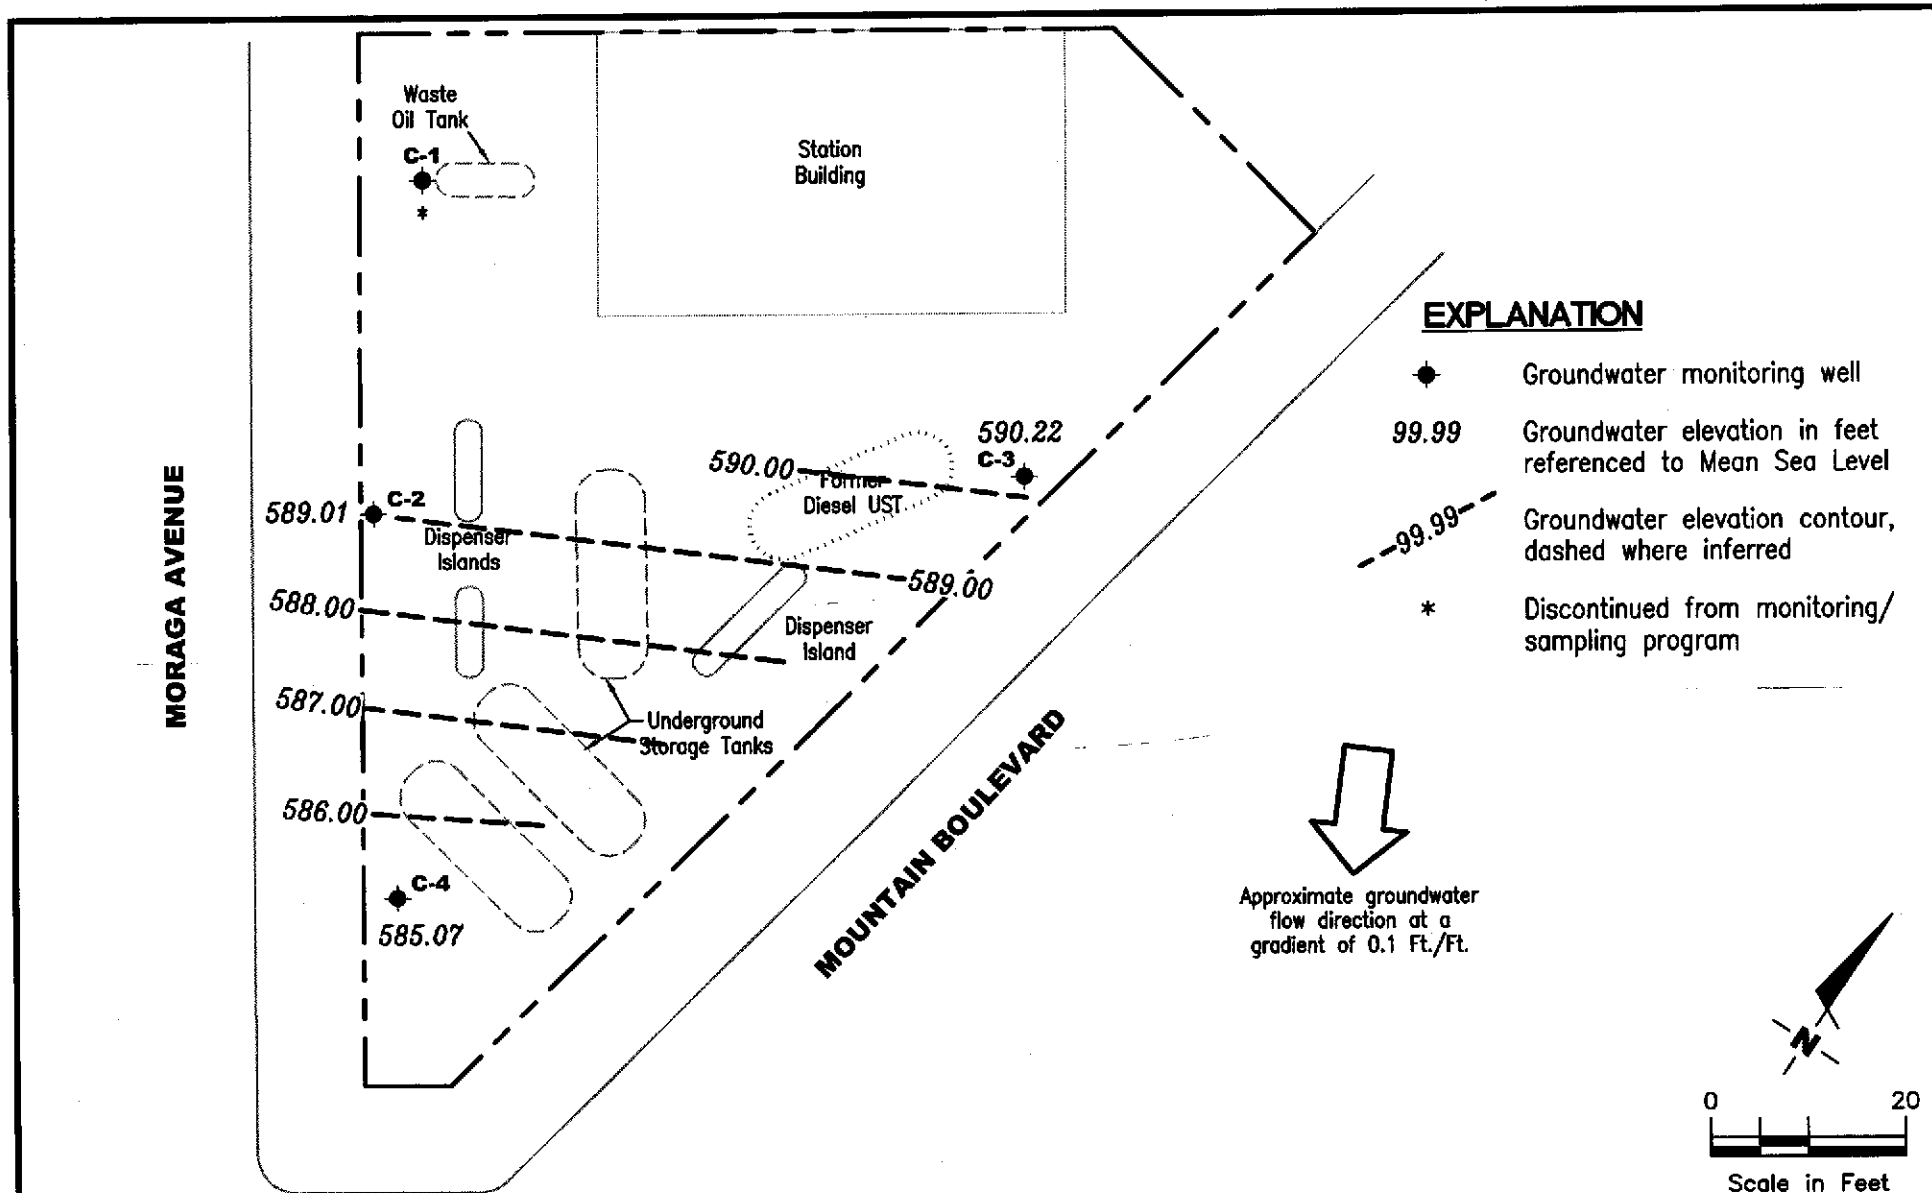 Waste
Oil Tank
C-1
*
Station
Building
EXPLANATION
Groundwater monitoring well
99.99 Groundwater elevation in feet
referenced to Mean Sea Level
99.99 Groundwater elevation contour,
dashed where inferred
* Discontinued from monitoring/
sampling program
590.22
C-3
590.00
Former
Diesel UST
589.01
C-2
Dispenser
Islands
589.00
588.00
Dispenser
Island
587.00
Underground
Storage Tanks
586.00
C-4
585.07
MORAGA AVENUE
MOUNTAIN BOULEVARD
Approximate groundwater
flow direction at a
gradient of 0.1 Ft./Ft.
N
0 20
Scale in Feet